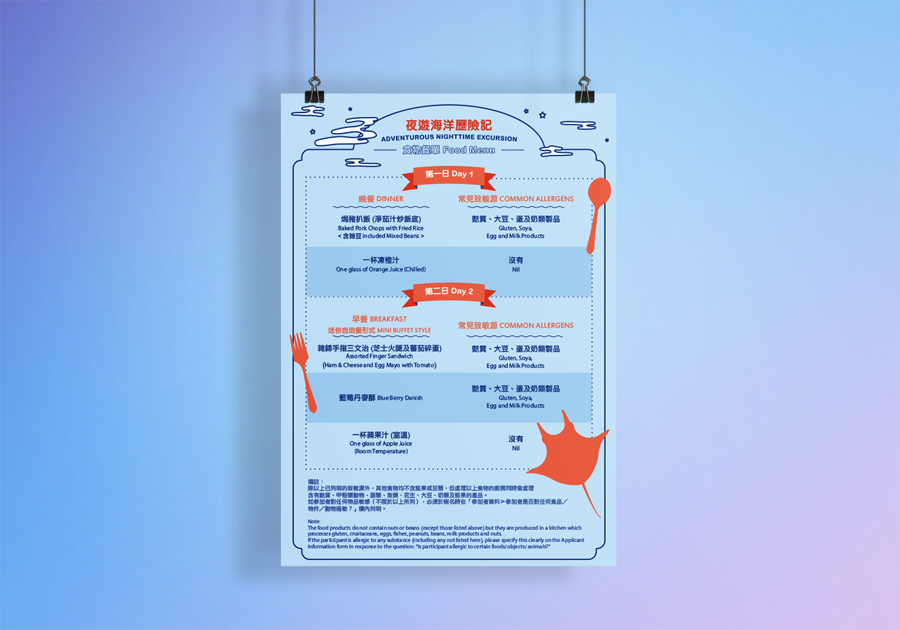 夜遊海洋歷險記
ADVENTUROUS NIGHTTIME EXCURSION
食物餐單 Food Menu
第一日 Day 1
晚餐 DINNER
常見致敏源 COMMON ALLERGENS
焗豬扒飯 (淨茄汁炒飯底)
Baked Pork Chops with Fried Rice
< 含雜豆 included Mixed Beans >
麩質、大豆、蛋及奶類製品
Gluten, Soya,
Egg and Milk Products
一杯凍橙汁
One glass of Orange Juice (Chilled)
沒有
Nil
第二日 Day 2
早餐 BREAKFAST
迷你自助餐形式 MINI BUFFET STYLE
常見致敏源 COMMON ALLERGENS
雜錦手指三文治 (芝士火腿及蕃茄碎蛋)
Assorted Finger Sandwich
(Ham & Cheese and Egg Mayo with Tomato)
麩質、大豆、蛋及奶類製品
Gluten, Soya,
Egg and Milk Products
藍莓丹麥酥 Blue Berry Danish
麩質、大豆、蛋及奶類製品
Gluten, Soya,
Egg and Milk Products
一杯蘋果汁 (室溫)
One glass of Apple Juice
(Room Temperature)
沒有
Nil
備註：
除以上已列明的致敏源外，其他食物均不含堅果或豆類，但處理以上食物的廚房同時會處理
含有麩質、甲殼類動物、蛋類、魚類、花生、大豆、奶類及堅果的產品。
如參加者對任何物品敏感（不限於以上所列），必須於報名時在「參加者資料 > 參加者是否對任何食品／
物件／動物過敏？」欄內列明。
Note:
The food products do not contain nuts or beans (except those listed above) but they are produced in a kitchen which
processes gluten, crustaceans, eggs, fishes, peanuts, beans, milk products and nuts.
If the participant is allergic to any substance (including any not listed here), please specify this clearly on the Applicant
Information form in response to the question: "Is participant allergic to certain foods/ objects/ animals?"